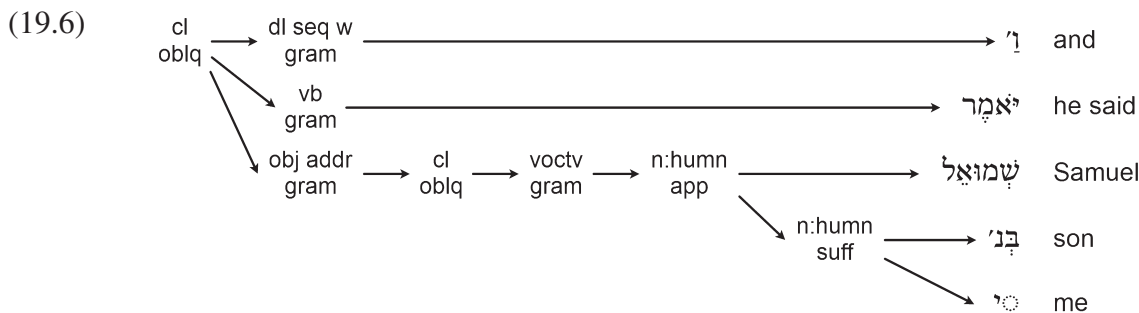 (19.6)
cl dl seq w
oblq gram וַ׳ and
vb
gram יֹּאמֶר he said
obj addr cl voctv n:humn
gram oblq gram app שְׁמוּאֵל Samuel
n:humn
suff בְּנ׳ son
◌י me